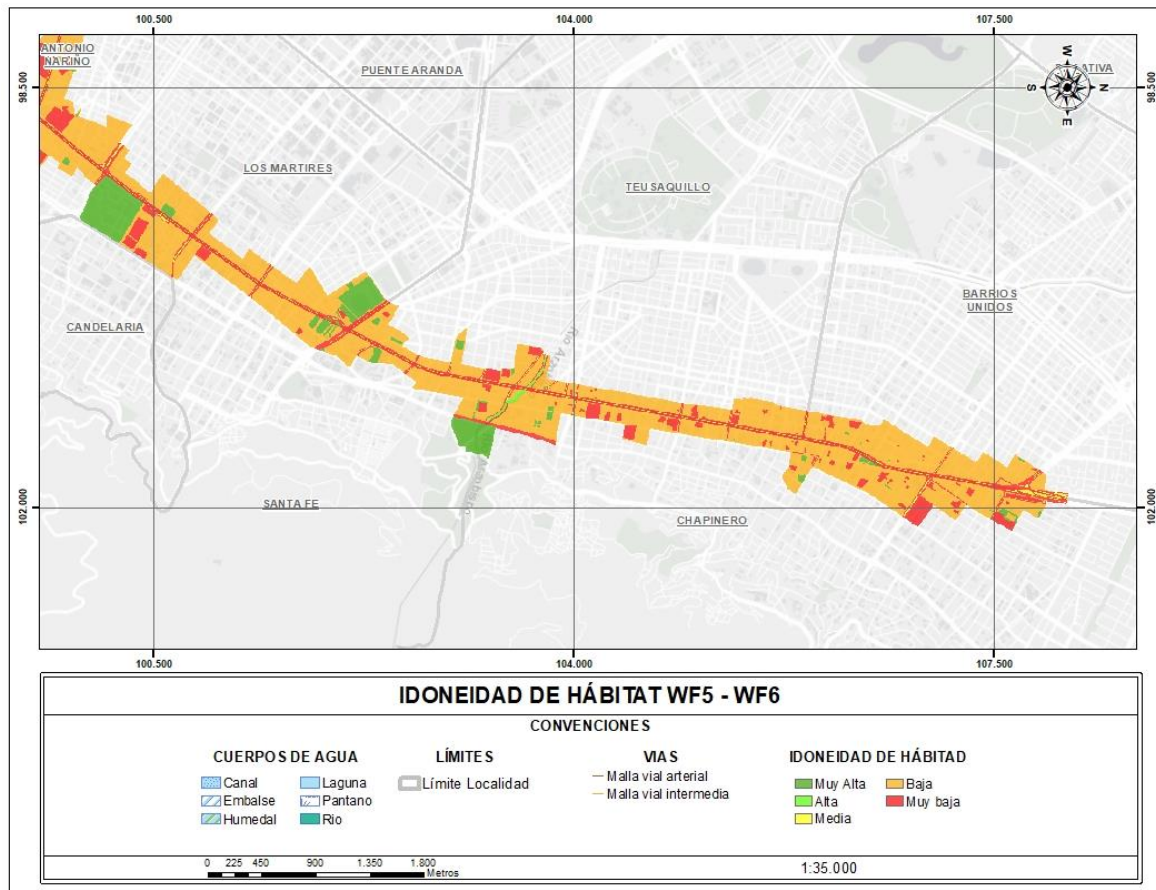 100.500 104.000 107.500
ANTONIO
NARIÑO
PUENTE ARANDA
W
S N
E
98.500 98.500
LOS MARTIRES
TEUSAQUILLO
BARRIOS
UNIDOS
CANDELARIA
SANTA FE
CHAPINERO
102.000 102.000
100.500 104.000 107.500
IDONEIDAD DE HÁBITAT WF5 - WF6
CONVENCIONES
CUERPOS DE AGUA LÍMITES VIAS IDONEIDAD DE HÁBITAD
Canal Laguna Límite Localidad Malla vial arterial Muy Alta Baja
Embalse Pantano Malla vial intermedia Alta Muy baja
Humedal Rio Media
0 225 450 900 1.350 1.800
Metros
1:35.000